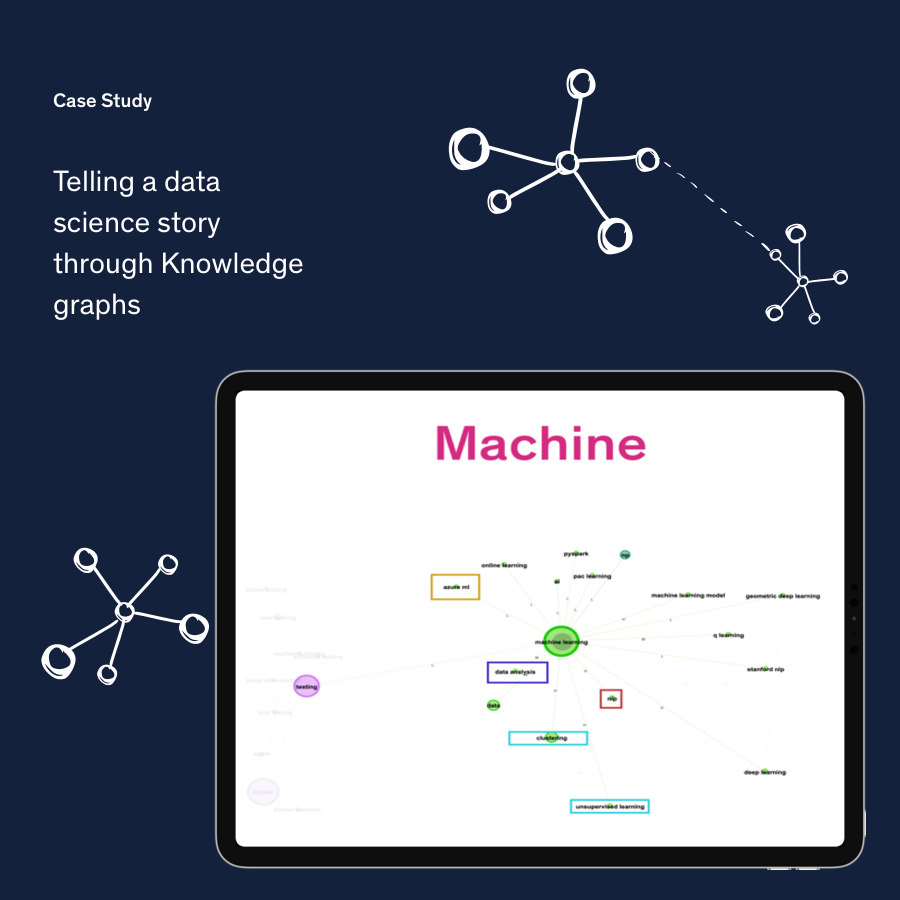 Case Study
Telling a data
science story
through Knowledge
graphs
Machine
pyspark
online learning
ai
pac learning
azure ml
machine learning model
geometric deep learning
machine learning
q learning
data analysis
stanford nlp
testing
nlp
data
clustering
deep learning
unsupervised learning